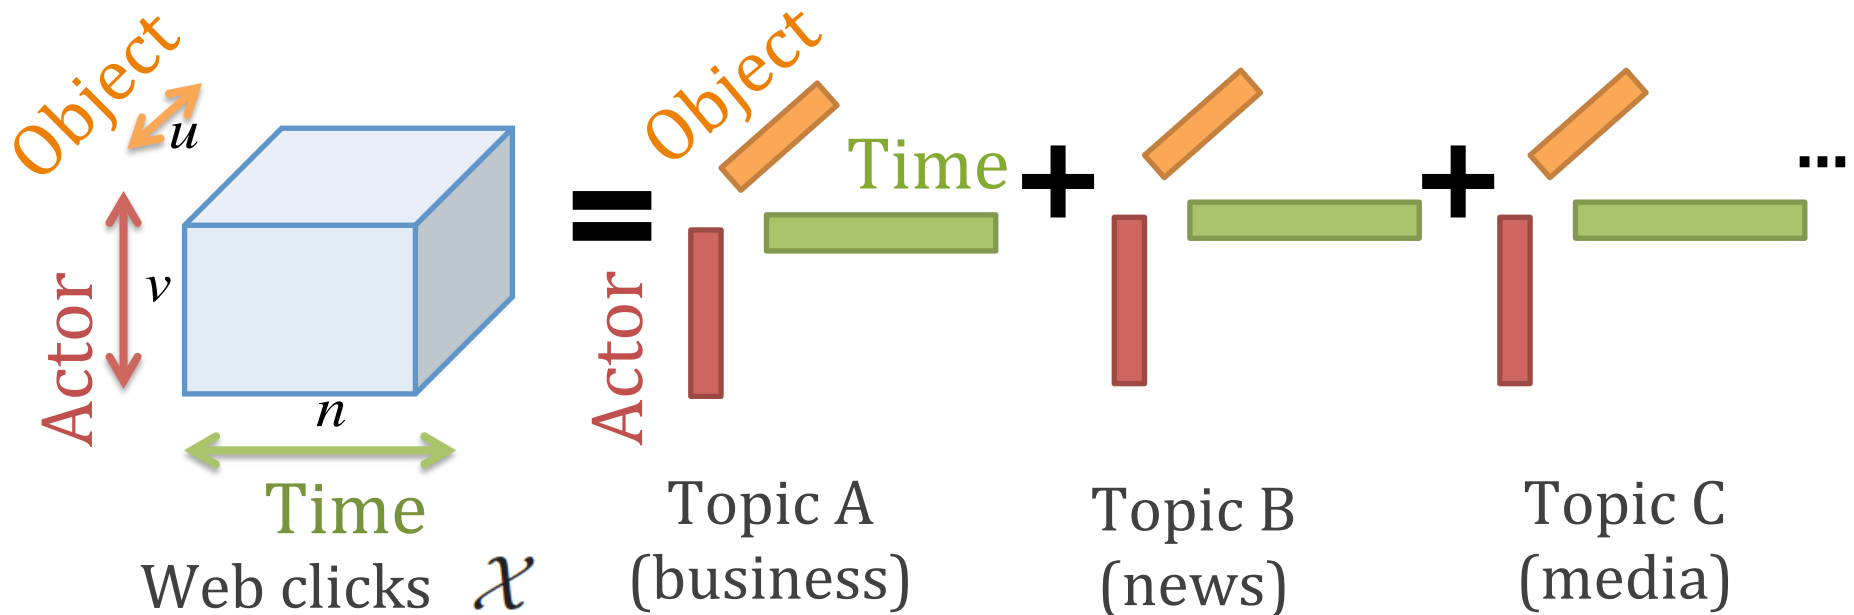 Object
u
Actor
v
n
Time
Web clicks 𝒳
=
Object
Time
Actor
Topic A
(business)
+
Topic B
(news)
+
Topic C
(media)
...